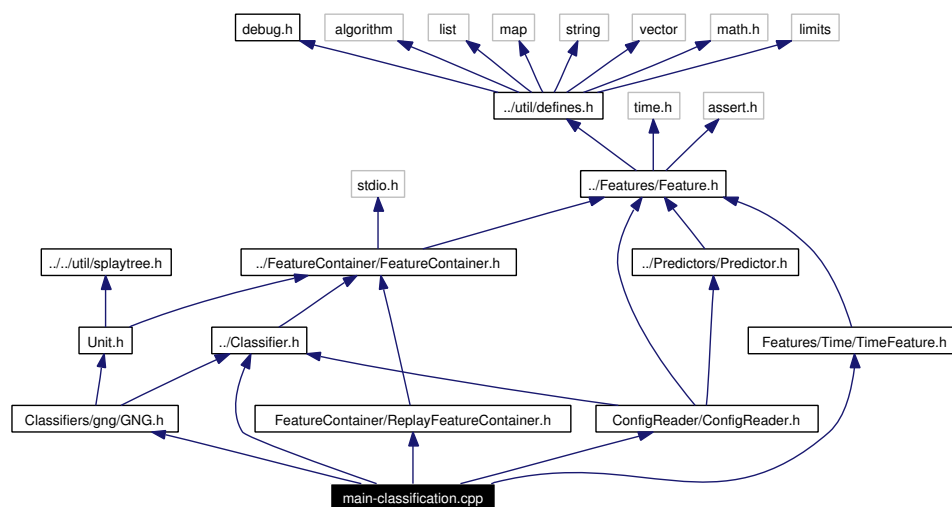 debug.h algorithm list map string vector math.h limits
../util/defines.h time.h assert.h
stdio.h ../Features/Feature.h
../../util/splaytree.h ../FeatureContainer/FeatureContainer.h ../Predictors/Predictor.h
Unit.h ../Classifier.h Features/Time/TimeFeature.h
Classifiers/gng/GNG.h FeatureContainer/ReplayFeatureContainer.h ConfigReader/ConfigReader.h
main-classification.cpp